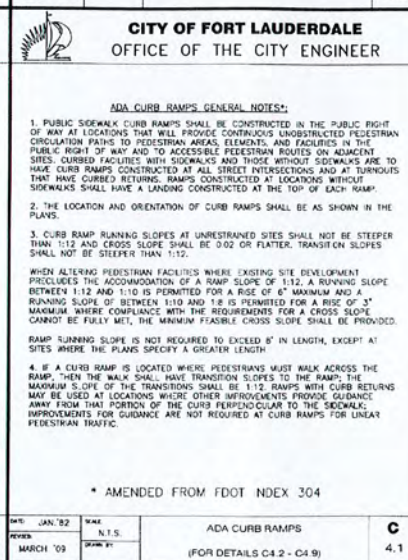 CITY OF FORT LAUDERDALE
OFFICE OF THE CITY ENGINEER
ADA CURB RAMPS GENERAL NOTES*:
1. PUBLIC SIDEWALK CURB RAMPS SHALL BE CONSTRUCTED IN THE PUBLIC RIGHT
OF WAY AT LOCATIONS THAT WILL PROVIDE CONTINUOUS UNOBSTRUCTED PEDESTRIAN
CIRCULATION PATHS TO PEDESTRIAN AREAS, ELEMENTS, AND FACILITIES IN THE
PUBLIC RIGHT OF WAY AND TO ACCESSIBLE PEDESTRIAN ROUTES ON ADJACENT
SITES. CURBED FACILITIES WITH SIDEWALKS AND THOSE WITHOUT SIDEWALKS ARE TO
HAVE CURB RAMPS CONSTRUCTED AT ALL STREET INTERSECTIONS AND AT TURNOUTS
THAT HAVE CURBED RETURNS. RAMPS CONSTRUCTED AT LOCATIONS WITHOUT
SIDEWALKS SHALL HAVE A LANDING CONSTRUCTED AT THE TOP OF EACH RAMP.
2. THE LOCATION AND ORIENTATION OF CURB RAMPS SHALL BE AS SHOWN IN THE
PLANS.
3. CURB RAMP RUNNING SLOPES AT UNRESTRAINED SITES SHALL NOT BE STEEPER
THAN 1:12 AND CROSS SLOPE SHALL BE 0.02 OR FLATTER. TRANSITION SLOPES
SHALL NOT BE STEEPER THAN 1:12.
WHEN ALTERING PEDESTRIAN FACILITIES WHERE EXISTING SITE DEVELOPMENT
PRECLUDES THE ACCOMMODATION OF A RAMP SLOPE OF 1:12, A RUNNING SLOPE
BETWEEN 1:12 AND 1:10 IS PERMITTED FOR A RISE OF 6" MAXIMUM AND A
RUNNING SLOPE OF BETWEEN 1:10 AND 1:8 IS PERMITTED FOR A RISE OF 3"
MAXIMUM. WHERE COMPLIANCE WITH THE REQUIREMENTS FOR A CROSS SLOPE
CANNOT BE FULLY MET, THE MINIMUM FEASIBLE CROSS SLOPE SHALL BE PROVIDED.
RAMP RUNNING SLOPE IS NOT REQUIRED TO EXCEED 8' IN LENGTH, EXCEPT AT
SITES WHERE THE PLANS SPECIFY A GREATER LENGTH
4. IF A CURB RAMP IS LOCATED WHERE PEDESTRIANS MUST WALK ACROSS THE
RAMP, THEN THE WALK SHALL HAVE TRANSITION SLOPES TO THE RAMP; THE
MAXIMUM SLOPE OF THE TRANSITIONS SHALL BE 1:12. RAMPS WITH CURB RETURNS
MAY BE USED AT LOCATIONS WHERE OTHER IMPROVEMENTS PROVIDE GUIDANCE
AWAY FROM THAT PORTION OF THE CURB PERPENDICULAR TO THE SIDEWALK;
IMPROVEMENTS FOR GUIDANCE ARE NOT REQUIRED AT CURB RAMPS FOR LINEAR
PEDESTRIAN TRAFFIC.
* AMENDED FROM FDOT INDEX 304
DATE: JAN.'82 SCALE N.T.S. ADA CURB RAMPS C
REVISED MARCH '09 DRAWN BY (FOR DETAILS C4.2 - C4.9) 4.1